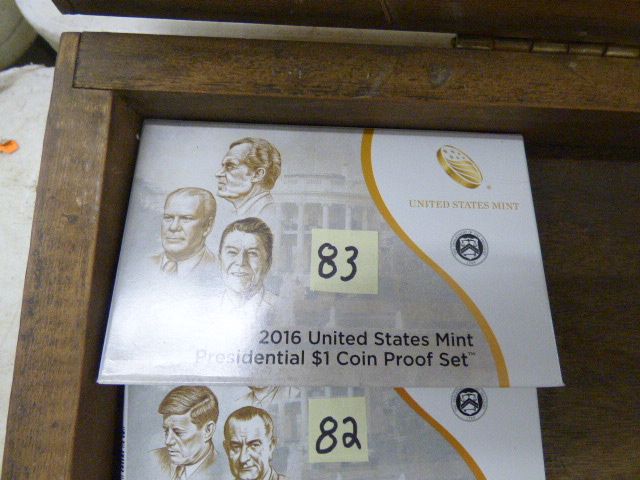 UNITED STATES MINT
83
2016 United States Mint
Presidential $1 Coin Proof Set™
82